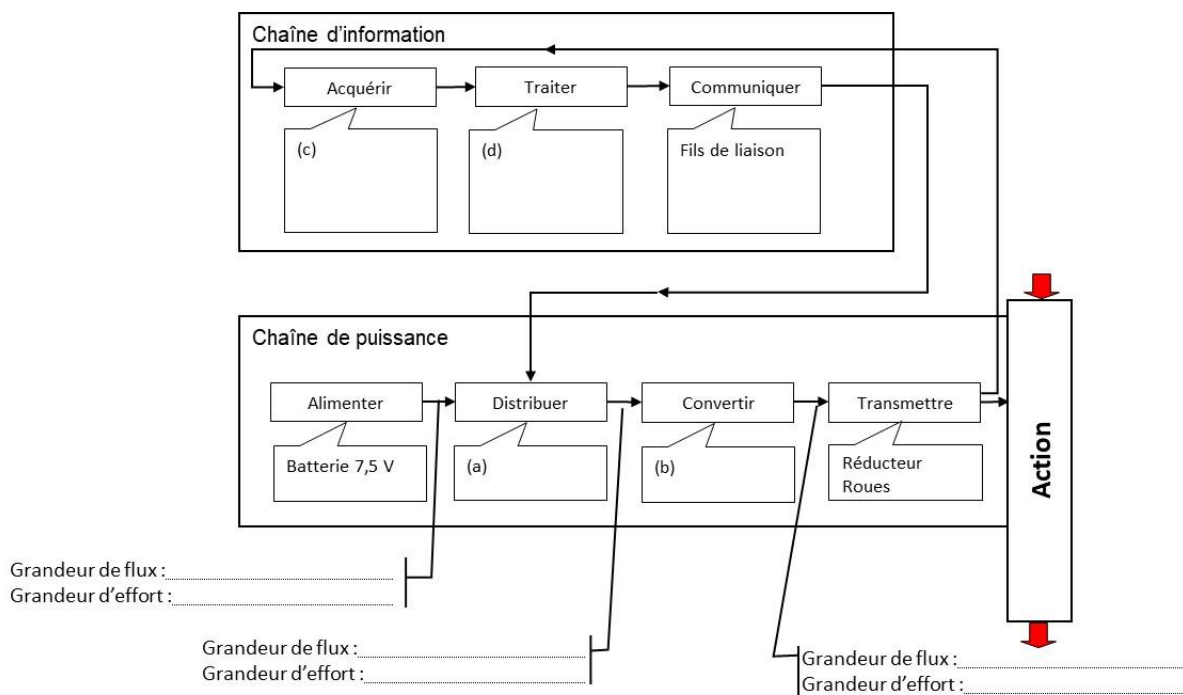 Chaîne d’information
Acquérir
Traiter
Communiquer
(c)
(d)
Fils de liaison
Chaîne de puissance
Alimenter
Distribuer
Convertir
Transmettre
Batterie 7,5 V
(a)
(b)
Réducteur
Roues
Action
Grandeur de flux :
Grandeur d’effort :
Grandeur de flux :
Grandeur d’effort :
Grandeur de flux :
Grandeur d’effort :